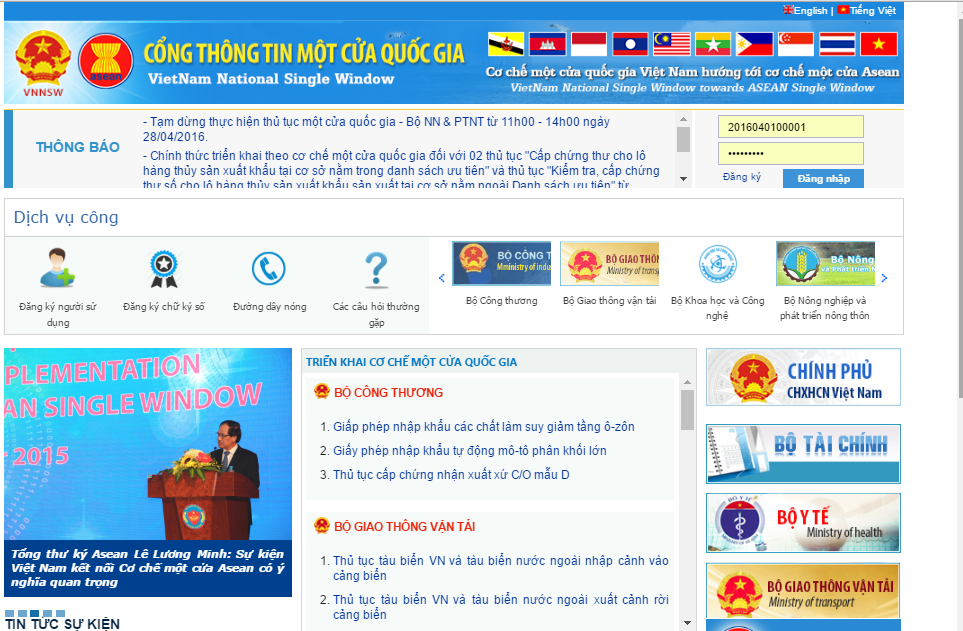 English | Tiếng Việt
VNNSW
asean
CỔNG THÔNG TIN MỘT CỬA QUỐC GIA
VietNam National Single Window
Cơ chế một cửa quốc gia Việt Nam hướng tới cơ chế một cửa Asean
VietNam National Single Window towards ASEAN Single Window
THÔNG BÁO
- Tạm dừng thực hiện thủ tục một cửa quốc gia - Bộ NN & PTNT từ 11h00 - 14h00 ngày
28/04/2016.
- Chính thức triển khai theo cơ chế một cửa quốc gia đối với 02 thủ tục "Cấp chứng thư cho lô
hàng thủy sản xuất khẩu tại cơ sở nằm trong danh sách ưu tiên" và thủ tục "Kiểm tra, cấp chứng
thư số cho lô hàng thủy sản xuất khẩu sản xuất tại cơ sở nằm ngoài Danh sách ưu tiên" từ
2016040100001
•••••••••
Đăng ký
Đăng nhập
Dịch vụ công
Đăng ký người sử
dụng
Đăng ký chữ ký số
Đường dây nóng
Các câu hỏi thường
gặp
BỘ CÔNG T
Mministry of indus
Bộ Công thương
BỘ GIAO THÔN
Ministry of transp
Bộ Giao thông vận tải
Bộ Khoa học và Công
nghệ
Bộ Nông
và Phát triển n
Bộ Nông nghiệp và
phát triển nông thôn
PLEMENTATION
AN SINGLE WINDOW
2015
Tổng thư ký Asean Lê Lương Minh: Sự kiện
Việt Nam kết nối Cơ chế một cửa Asean có ý
nghĩa quan trọng
TIN TỨC SỰ KIỆN
TRIỂN KHAI CƠ CHẾ MỘT CỬA QUỐC GIA
BỘ CÔNG THƯƠNG
1. Giấp phép nhập khẩu các chất làm suy giảm tầng ô-zôn
2. Giấy phép nhập khẩu tự động mô-tô phân khối lớn
3. Thủ tục cấp chứng nhận xuất xứ C/O mẫu D
BỘ GIAO THÔNG VẬN TẢI
1. Thủ tục tàu biển VN và tàu biển nước ngoài nhập cảnh vào
cảng biển
2. Thủ tục tàu biển VN và tàu biển nước ngoài xuất cảnh rời
cảng biển
CHÍNH PHỦ
CHXHCN Việt Nam
BỘ TÀI CHÍNH
BỘ Y TẾ
BỘ Y TẾ
Ministry of health
BỘ GIAO THÔNG VẬN TẢI
Ministry of transport